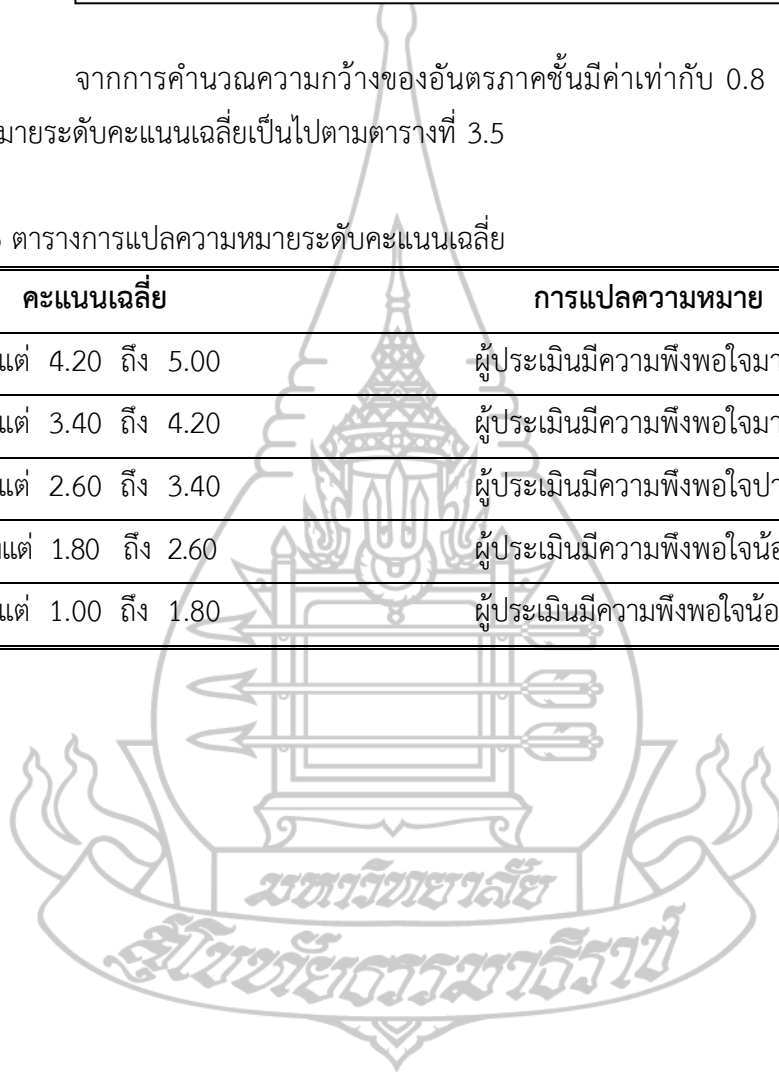 จากการคำนวณความกว้างของอันตรภาคชั้นมีค่าเท่ากับ 0.8
มายระดับคะแนนเฉลี่ยเป็นไปตามตารางที่ 3.5
ตารางการแปลความหมายระดับคะแนนเฉลี่ย
คะแนนเฉลี่ย การแปลความหมาย
แต่ 4.20 ถึง 5.00 ผู้ประเมินมีความพึงพอใจมา
แต่ 3.40 ถึง 4.20 ผู้ประเมินมีความพึงพอใจมา
แต่ 2.60 ถึง 3.40 ผู้ประเมินมีความพึงพอใจปา
แต่ 1.80 ถึง 2.60 ผู้ประเมินมีความพึงพอใจน้อ
แต่ 1.00 ถึง 1.80 ผู้ประเมินมีความพึงพอใจน้อ
มหาวิทยาลัย
สุโขทัยธรรมาธิราช